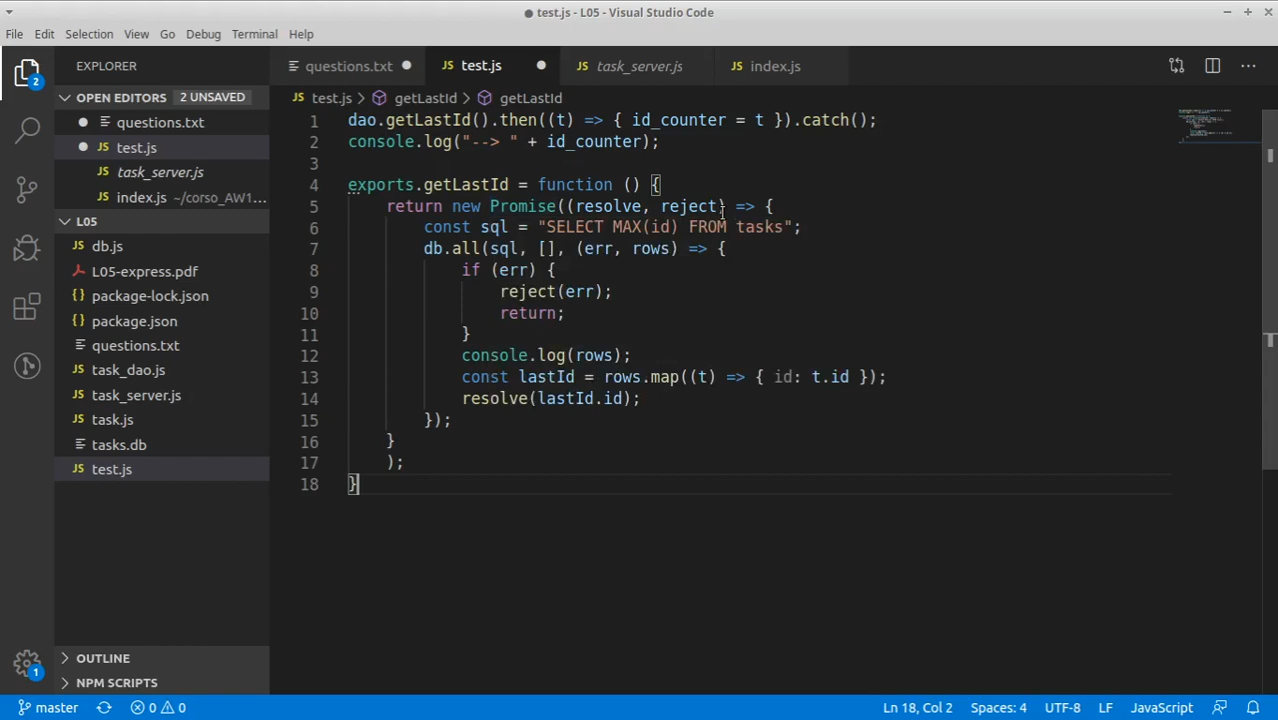 test.js - L05 - Visual Studio Code
File Edit Selection View Go Debug Terminal Help
EXPLORER
questions.txt
test.js
task_server.js
index.js
OPEN EDITORS 2 UNSAVED
questions.txt
test.js
task_server.js
index.js ~/corso_AW1...
L05
db.js
L05-express.pdf
package-lock.json
package.json
questions.txt
task_dao.js
task_server.js
task.js
tasks.db
test.js
OUTLINE
NPM SCRIPTS
2
1
test.js > getLastId > getLastId
1 dao.getLastId().then((t) => { id_counter = t }).catch();
2 console.log("--> " + id_counter);
3
4 exports.getLastId = function () {
5 return new Promise((resolve, reject) => {
6 const sql = "SELECT MAX(id) FROM tasks";
7 db.all(sql, [], (err, rows) => {
8 if (err) {
9 reject(err);
10 return;
11 }
12 console.log(rows);
13 const lastId = rows.map((t) => { id: t.id });
14 resolve(lastId.id);
15 });
16 }
17 );
18 }
master 0 0 Ln 18, Col 2 Spaces: 4 UTF-8 LF JavaScript